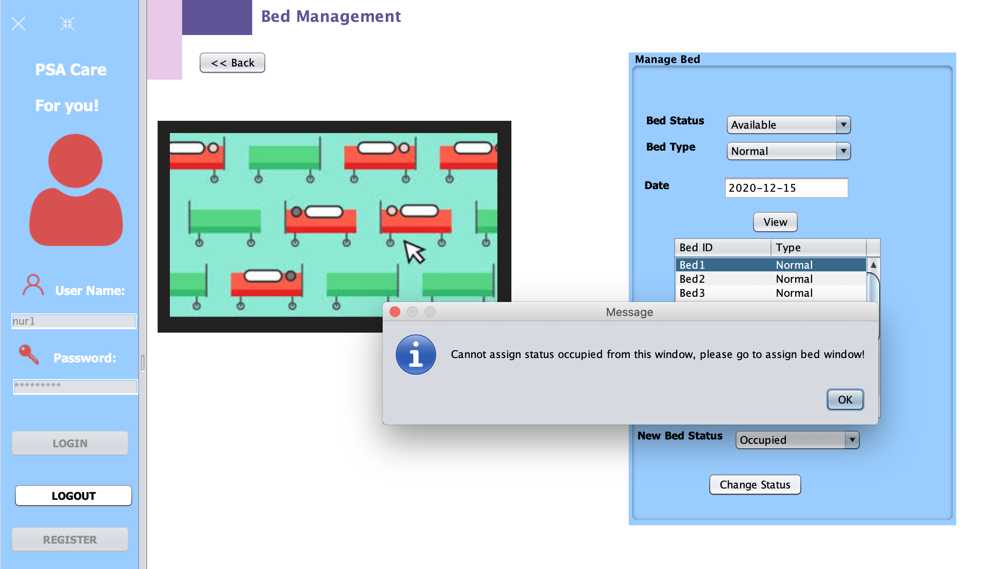 PSA Care
For you!
User Name:
nur1
Password:
*********
LOGIN
LOGOUT
REGISTER
Bed Management
<< Back
Manage Bed
Bed Status
Available
Bed Type
Normal
Date
2020-12-15
View
Bed ID Type
Bed1 Normal
Bed2 Normal
Bed3 Normal
Message
Cannot assign status occupied from this window, please go to assign bed window!
OK
New Bed Status
Occupied
Change Status